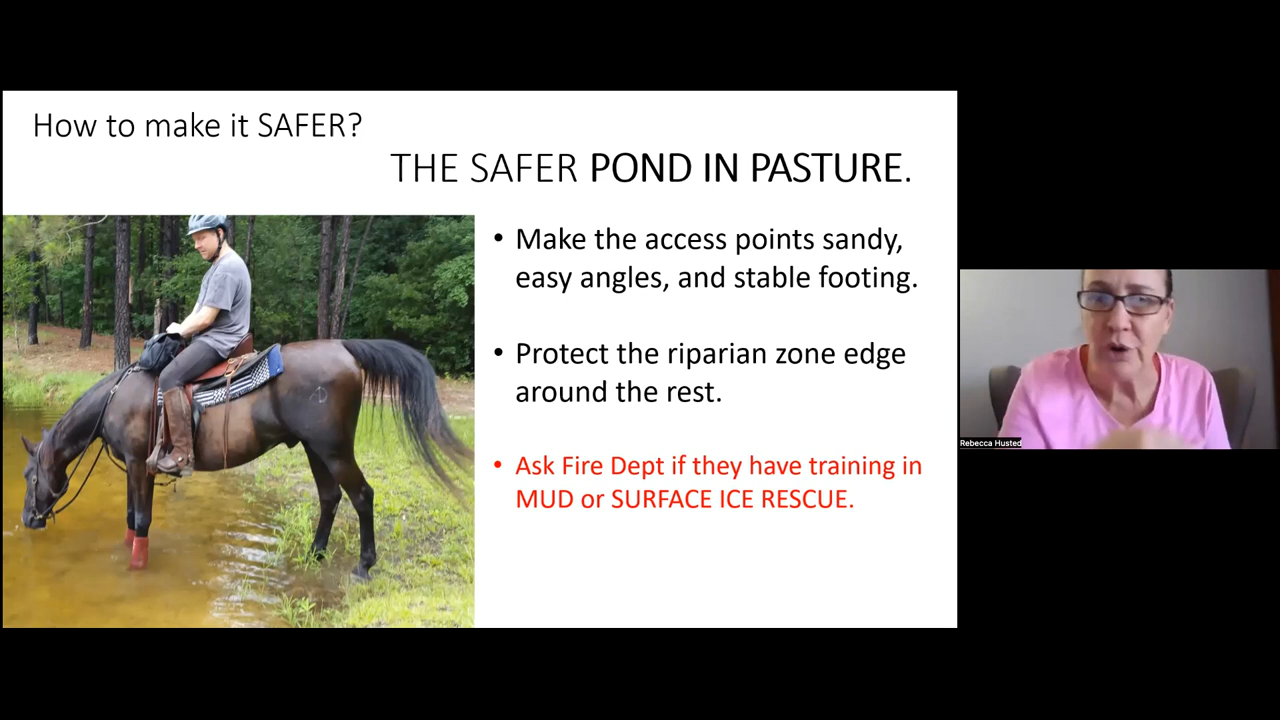 How to make it SAFER?
THE SAFER POND IN PASTURE.
• Make the access points sandy,
easy angles, and stable footing.
• Protect the riparian zone edge
around the rest.
• Ask Fire Dept if they have training in
MUD or SURFACE ICE RESCUE.
Rebecca Husted